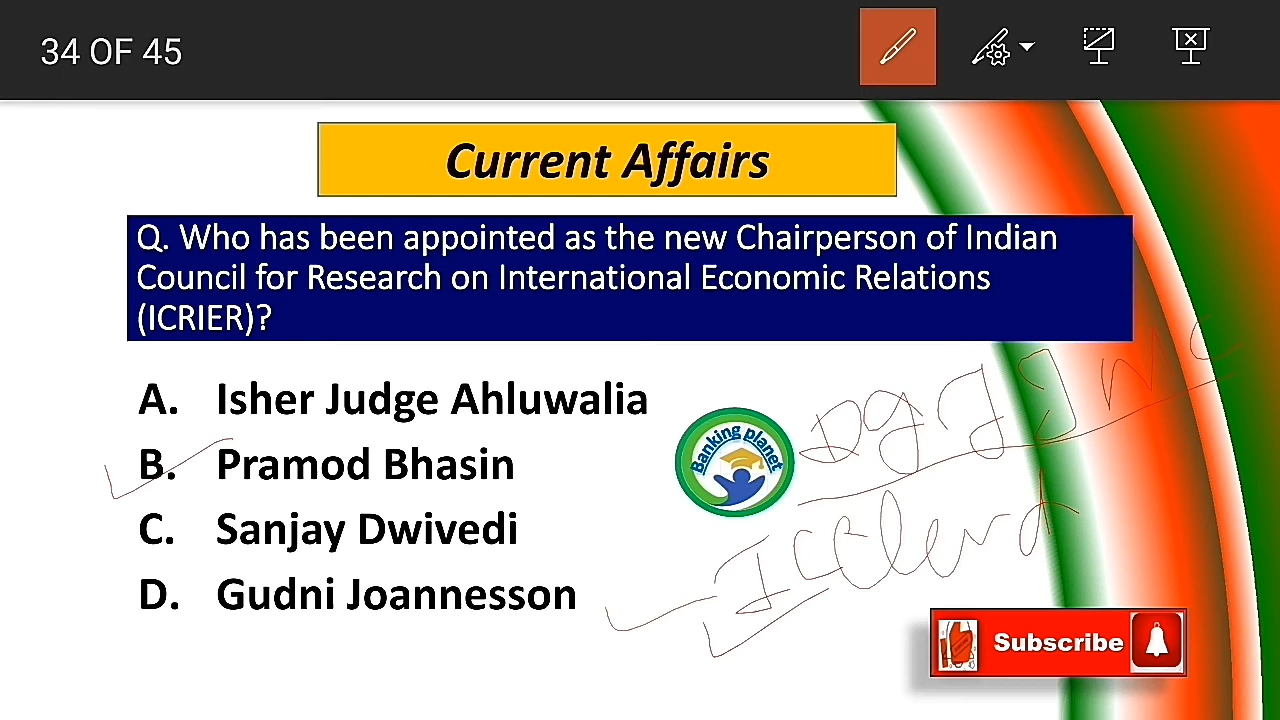 34 OF 45
Current Affairs
Q. Who has been appointed as the new Chairperson of Indian
Council for Research on International Economic Relations
(ICRIER)?
A. Isher Judge Ahluwalia
B. Pramod Bhasin
C. Sanjay Dwivedi
D. Gudni Joannesson
Banking planet
Iceland
Subscribe